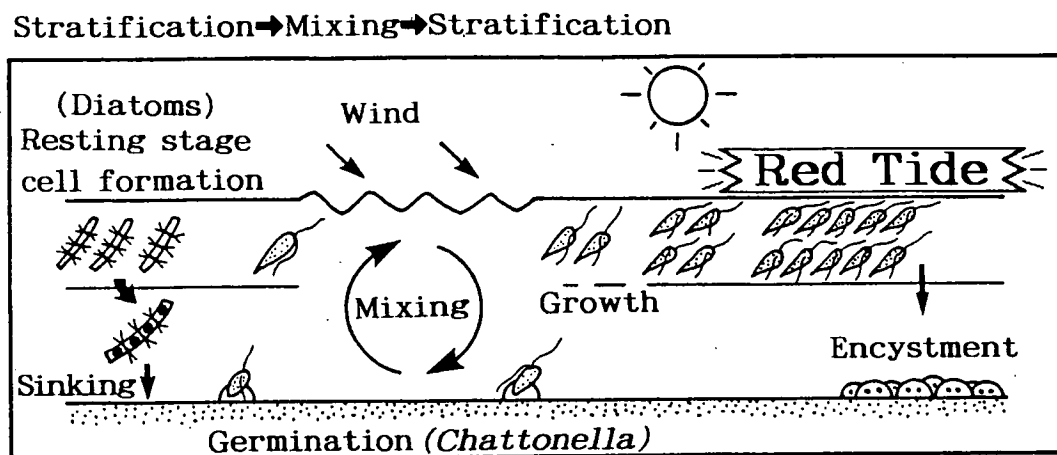 Stratification➡Mixing➡Stratification
(Diatoms)
Resting stage
cell formation
Wind
Red Tide
Mixing
Growth
Sinking
Encystment
Germination (Chattonella)